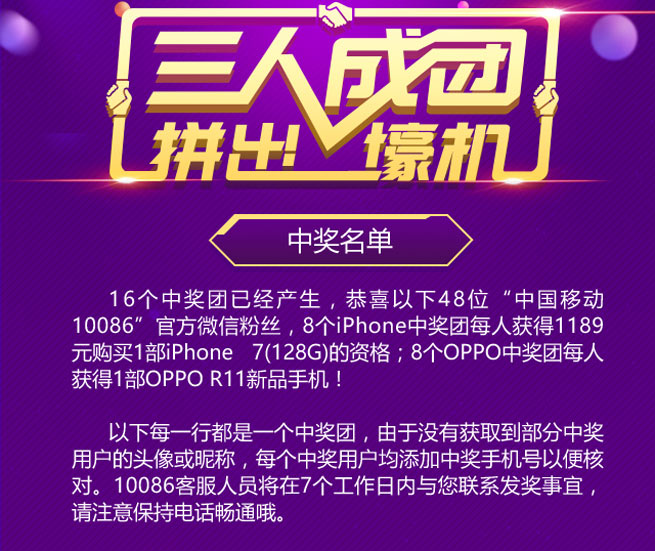 三人成团
拼出壕机
中奖名单
16个中奖团已经产生，恭喜以下48位“中国移动
10086”官方微信粉丝，8个iPhone中奖团每人获得1189
元购买1部iPhone 7(128G)的资格；8个OPPO中奖团每人
获得1部OPPO R11新品手机！
以下每一行都是一个中奖团，由于没有获取到部分中奖
用户的头像或昵称，每个中奖用户均添加中奖手机号以便核
对。10086客服人员将在7个工作日内与您联系发奖事宜，
请注意保持电话畅通哦。